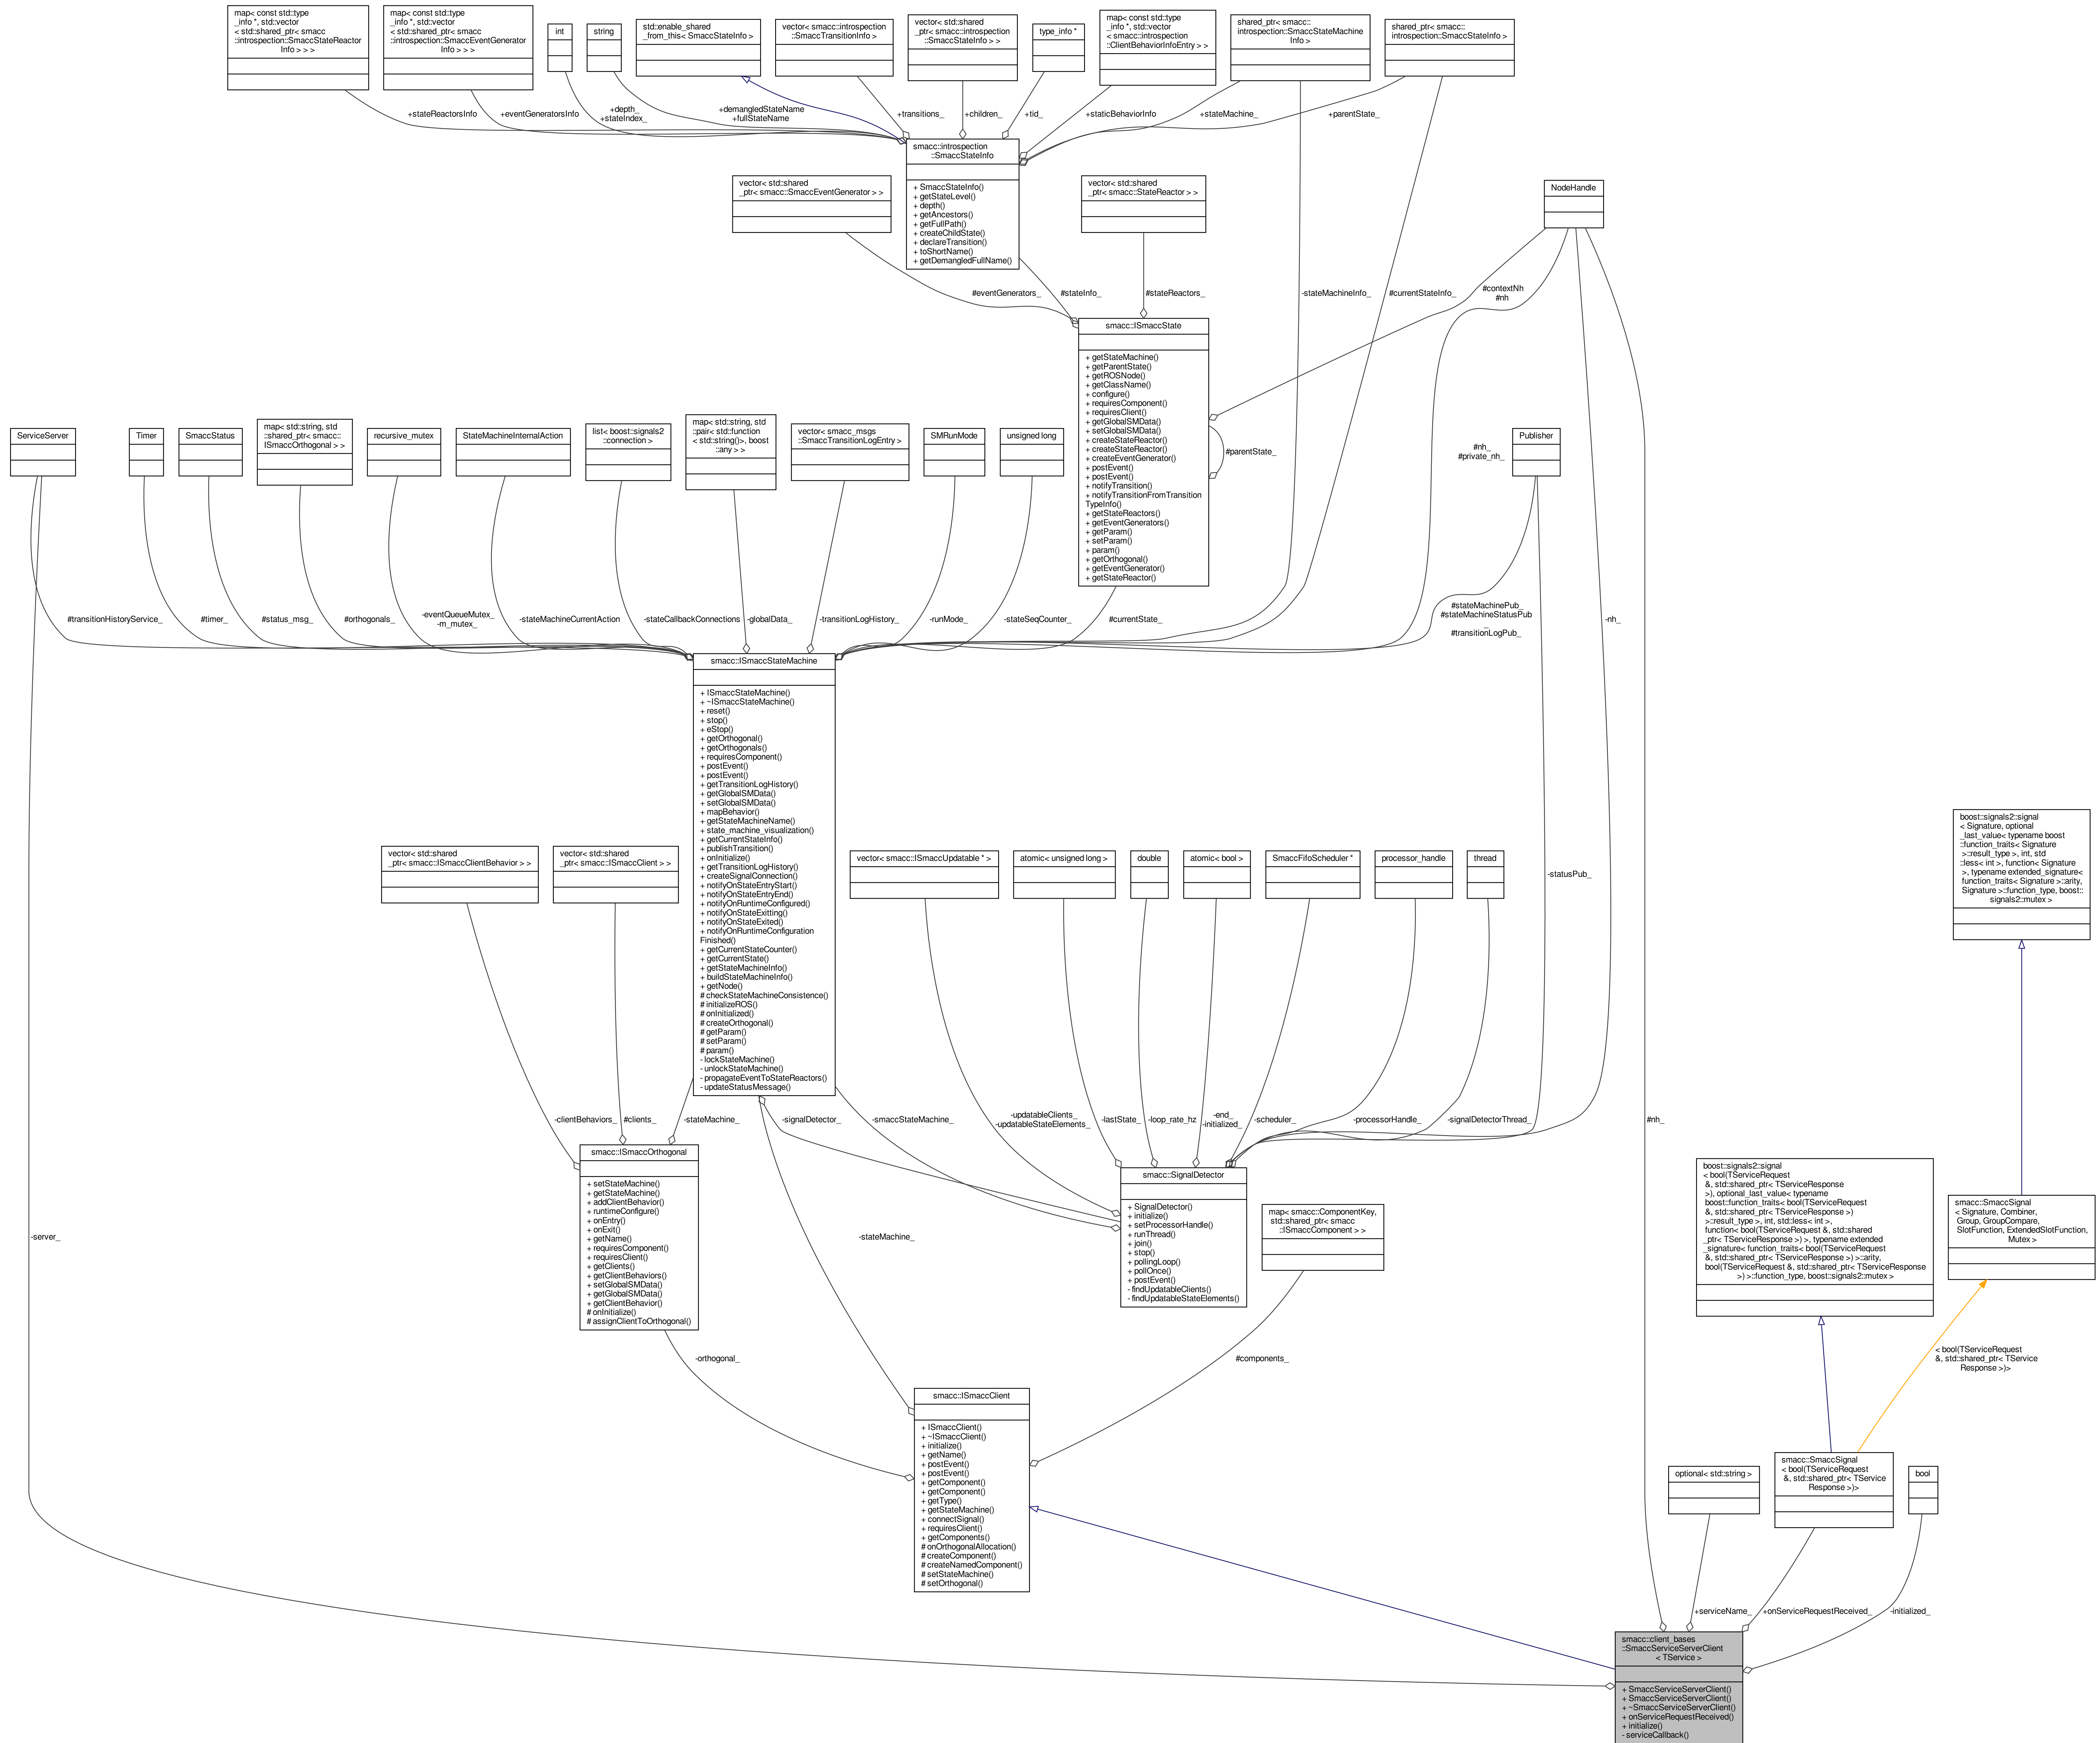 map< const std::type
_info *, std::vector
< std::shared_ptr< smacc
::introspection::SmaccStateReactor
Info > > >
map< const std::type
_info *, std::vector
< std::shared_ptr< smacc
::introspection::SmaccEventGenerator
Info > > >
int
string
std::enable_shared
_from_this< SmaccStateInfo >
vector< smacc::introspection
::SmaccTransitionInfo >
vector< std::shared
_ptr< smacc::introspection
::SmaccStateInfo > >
type_info *
map< const std::type
_info *, std::vector
< smacc::introspection
::ClientBehaviorInfoEntry > >
shared_ptr< smacc::
introspection::SmaccStateMachine
Info >
shared_ptr< smacc::
introspection::SmaccStateInfo >
+stateReactorsInfo
+eventGeneratorsInfo
+depth_
+stateIndex_
+demangledStateName
+fullStateName
+transitions_
+children_
+tid_
+staticBehaviorInfo
+stateMachine_
+parentState_
smacc::introspection
::SmaccStateInfo
+ SmaccStateInfo()
+ getStateLevel()
+ depth()
+ getAncestors()
+ getFullPath()
+ createChildState()
+ declareTransition()
+ toShortName()
+ getDemangledFullName()
vector< std::shared
_ptr< smacc::SmaccEventGenerator > >
vector< std::shared
_ptr< smacc::StateReactor > >
NodeHandle
#eventGenerators_
#stateInfo_
#stateReactors_
-stateMachineInfo_
#currentStateInfo_
#contextNh
#nh
smacc::ISmaccState
+ getStateMachine()
+ getParentState()
+ getROSNode()
+ getClassName()
+ configure()
+ requiresComponent()
+ requiresClient()
+ getGlobalSMData()
+ setGlobalSMData()
+ createStateReactor()
+ createStateReactor()
+ createEventGenerator()
+ postEvent()
+ postEvent()
+ notifyTransition()
+ notifyTransitionFromTransition
TypeInfo()
+ getStateReactors()
+ getEventGenerators()
+ getParam()
+ setParam()
+ param()
+ getOrthogonal()
+ getEventGenerator()
+ getStateReactor()
#parentState_
#nh_
#private_nh_
ServiceServer
Timer
SmaccStatus
map< std::string, std
::shared_ptr< smacc::
ISmaccOrthogonal > >
recursive_mutex
StateMachineInternalAction
list< boost::signals2
::connection >
map< std::string, std
::pair< std::function
< std::string()>, boost
::any > >
vector< smacc_msgs
::SmaccTransitionLogEntry >
SMRunMode
unsigned long
Publisher
#transitionHistoryService_
#timer_
#status_msg_
#orthogonals_
-eventQueueMutex_
-m_mutex_
-stateMachineCurrentAction
-stateCallbackConnections
-globalData_
-transitionLogHistory_
-runMode_
-stateSeqCounter_
#currentState_
#stateMachinePub_
#stateMachineStatusPub
_
#transitionLogPub_
-nh_
smacc::ISmaccStateMachine
+ ISmaccStateMachine()
+ ~ISmaccStateMachine()
+ reset()
+ stop()
+ eStop()
+ getOrthogonal()
+ getOrthogonals()
+ requiresComponent()
+ postEvent()
+ postEvent()
+ getTransitionLogHistory()
+ getGlobalSMData()
+ setGlobalSMData()
+ mapBehavior()
+ getStateMachineName()
+ state_machine_visualization()
+ getCurrentStateInfo()
+ publishTransition()
+ onInitialize()
+ getTransitionLogHistory()
+ createSignalConnection()
+ notifyOnStateEntryStart()
+ notifyOnStateEntryEnd()
+ notifyOnRuntimeConfigured()
+ notifyOnStateExitting()
+ notifyOnStateExited()
+ notifyOnRuntimeConfiguration
Finished()
+ getCurrentStateCounter()
+ getCurrentState()
+ getStateMachineInfo()
+ buildStateMachineInfo()
+ getNode()
# checkStateMachineConsistence()
# initializeROS()
# onInitialized()
# createOrthogonal()
# getParam()
# setParam()
# param()
- lockStateMachine()
- unlockStateMachine()
- propagateEventToStateReactors()
- updateStatusMessage()
vector< std::shared
_ptr< smacc::ISmaccClientBehavior > >
vector< std::shared
_ptr< smacc::ISmaccClient > >
vector< smacc::ISmaccUpdatable * >
atomic< unsigned long >
double
atomic< bool >
SmaccFifoScheduler *
processor_handle
thread
-statusPub_
boost::signals2::signal
< Signature, optional
_last_value< typename boost
::function_traits< Signature
>::result_type >, int, std
::less< int >, function< Signature
>, typename extended_signature<
function_traits< Signature >::arity,
Signature >::function_type, boost::
signals2::mutex >
-clientBehaviors_
#clients_
-stateMachine_
-signalDetector_
-smaccStateMachine_
-updatableClients_
-updatableStateElements_
-lastState_
-loop_rate_hz
-end_
-initialized_
-scheduler_
-processorHandle_
-signalDetectorThread_
#nh_
smacc::ISmaccOrthogonal
+ setStateMachine()
+ getStateMachine()
+ addClientBehavior()
+ runtimeConfigure()
+ onEntry()
+ onExit()
+ getName()
+ requiresComponent()
+ requiresClient()
+ getClients()
+ getClientBehaviors()
+ setGlobalSMData()
+ getGlobalSMData()
+ getClientBehavior()
# onInitialize()
# assignClientToOrthogonal()
smacc::SignalDetector
+ SignalDetector()
+ initialize()
+ setProcessorHandle()
+ runThread()
+ join()
+ stop()
+ pollingLoop()
+ pollOnce()
+ postEvent()
- findUpdatableClients()
- findUpdatableStateElements()
map< smacc::ComponentKey,
std::shared_ptr< smacc
::ISmaccComponent > >
boost::signals2::signal
< bool(TServiceRequest
&, std::shared_ptr< TServiceResponse
>), optional_last_value< typename
boost::function_traits< bool(TServiceRequest
&, std::shared_ptr< TServiceResponse >)
>::result_type >, int, std::less< int >,
function< bool(TServiceRequest &, std::shared
_ptr< TServiceResponse >) >, typename extended
_signature< function_traits< bool(TServiceRequest
&, std::shared_ptr< TServiceResponse >) >::arity,
bool(TServiceRequest &, std::shared_ptr< TServiceResponse
>) >::function_type, boost::signals2::mutex >
smacc::SmaccSignal
< Signature, Combiner,
Group, GroupCompare,
SlotFunction, ExtendedSlotFunction,
Mutex >
-server_
-stateMachine_
-orthogonal_
#components_
< bool(TServiceRequest
&, std::shared_ptr< TService
Response >)>
smacc::ISmaccClient
+ ISmaccClient()
+ ~ISmaccClient()
+ initialize()
+ getName()
+ postEvent()
+ postEvent()
+ getComponent()
+ getComponent()
+ getType()
+ getStateMachine()
+ connectSignal()
+ requiresClient()
+ getComponents()
# onOrthogonalAllocation()
# createComponent()
# createNamedComponent()
# setStateMachine()
# setOrthogonal()
optional< std::string >
smacc::SmaccSignal
< bool(TServiceRequest
&, std::shared_ptr< TService
Response >)>
bool
+serviceName_
+onServiceRequestReceived_
-initialized_
smacc::client_bases
::SmaccServiceServerClient
< TService >
+ SmaccServiceServerClient()
+ SmaccServiceServerClient()
+ ~SmaccServiceServerClient()
+ onServiceRequestReceived()
+ initialize()
- serviceCallback()